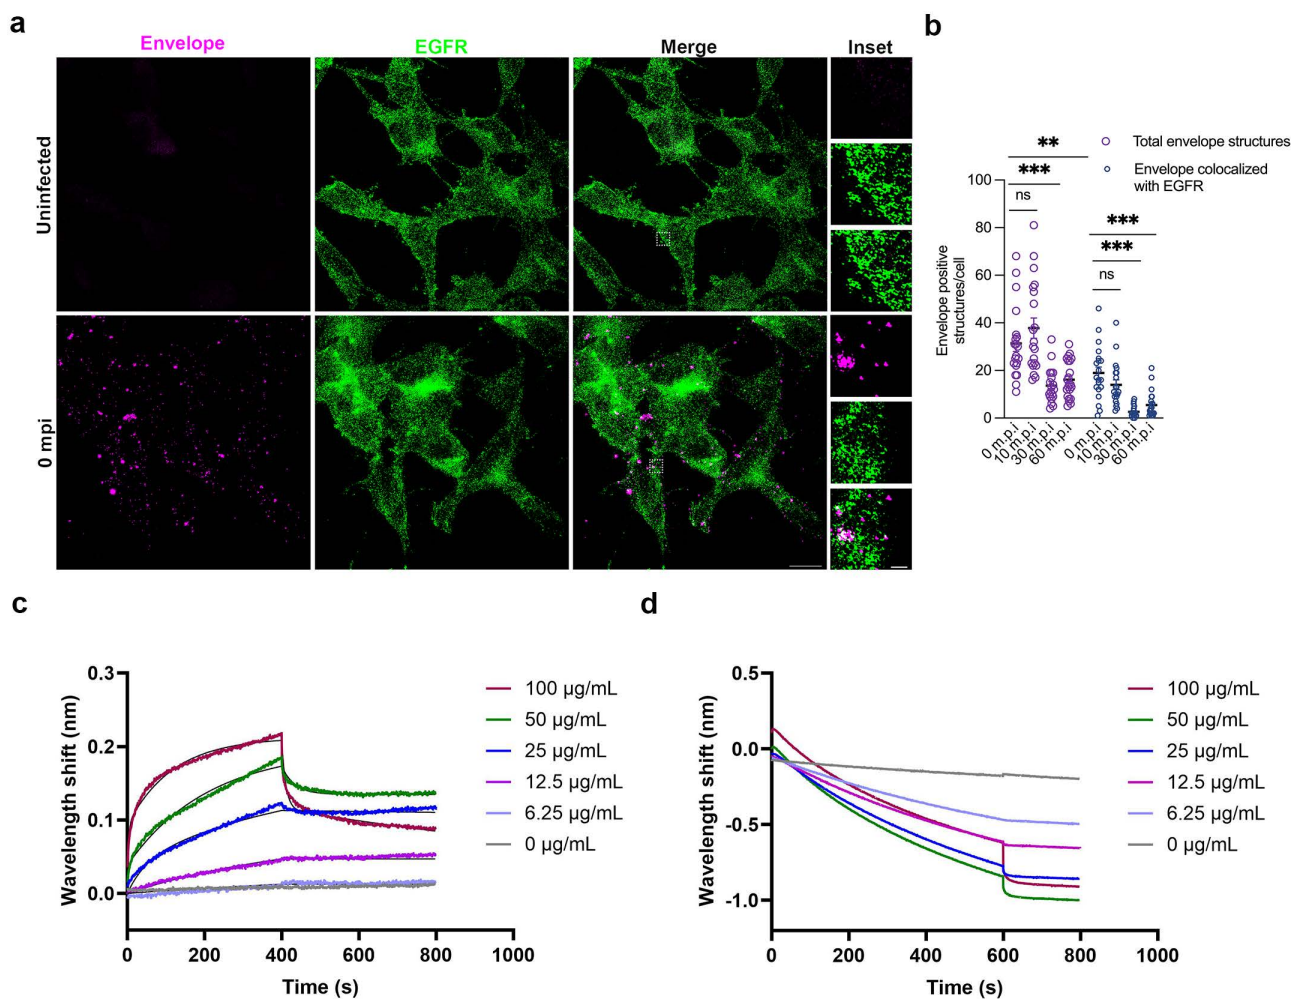 a
Envelope
EGFR
Merge
Inset
Uninfected
0 mpi
b
Total envelope structures
Envelope colocalized
with EGFR
**
***
ns
***
***
ns
Envelope positive
structures/cell
100
80
60
40
20
0
0 m.p.i
10 m.p.i
30 m.p.i
60 m.p.i
0 m.p.i
10 m.p.i
30 m.p.i
60 m.p.i
c
Wavelength shift (nm)
0.3
0.2
0.1
0.0
0
200
400
600
800
1000
Time (s)
100 µg/mL
50 µg/mL
25 µg/mL
12.5 µg/mL
6.25 µg/mL
0 µg/mL
d
Wavelength shift (nm)
0.5
0.0
-0.5
-1.0
0
200
400
600
800
1000
Time (s)
100 µg/mL
50 µg/mL
25 µg/mL
12.5 µg/mL
6.25 µg/mL
0 µg/mL